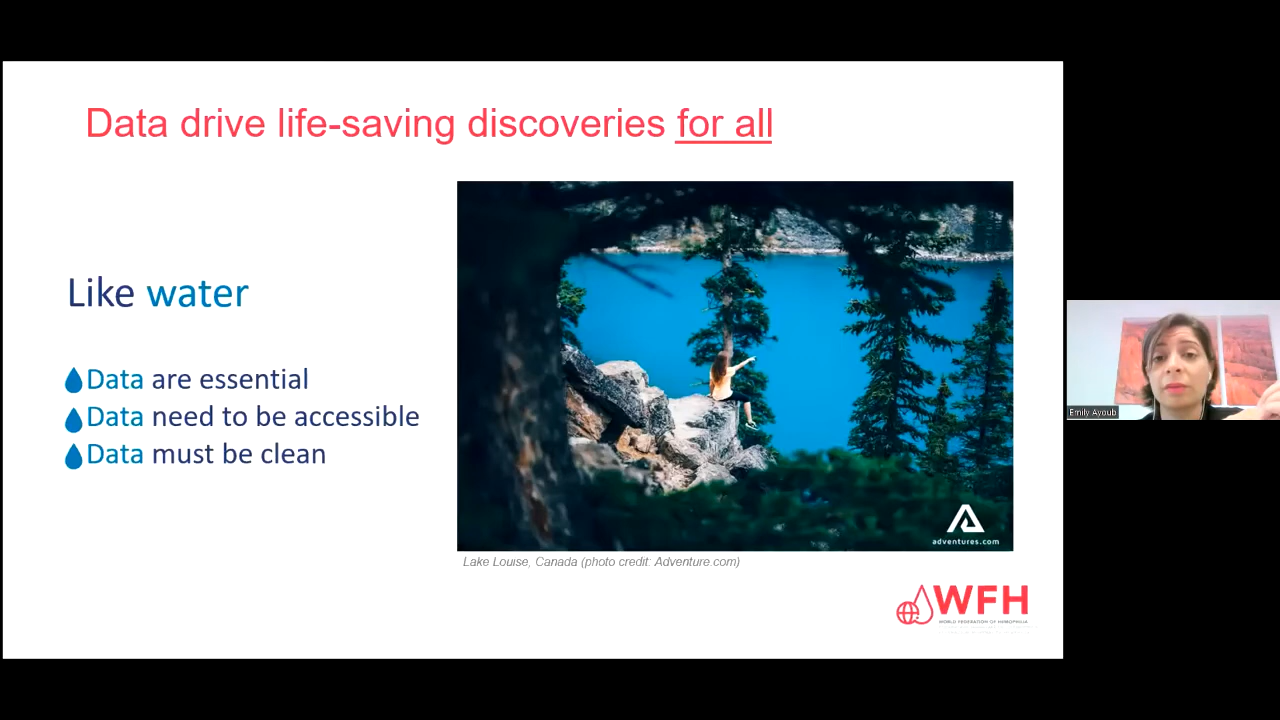 Data drive life-saving discoveries for all
Like water
Data are essential
Data need to be accessible
Data must be clean
adventures.com
Lake Louise, Canada (photo credit: Adventure.com)
WFH
WORLD FEDERATION OF HEMOPHILIA
Emily Ayoub